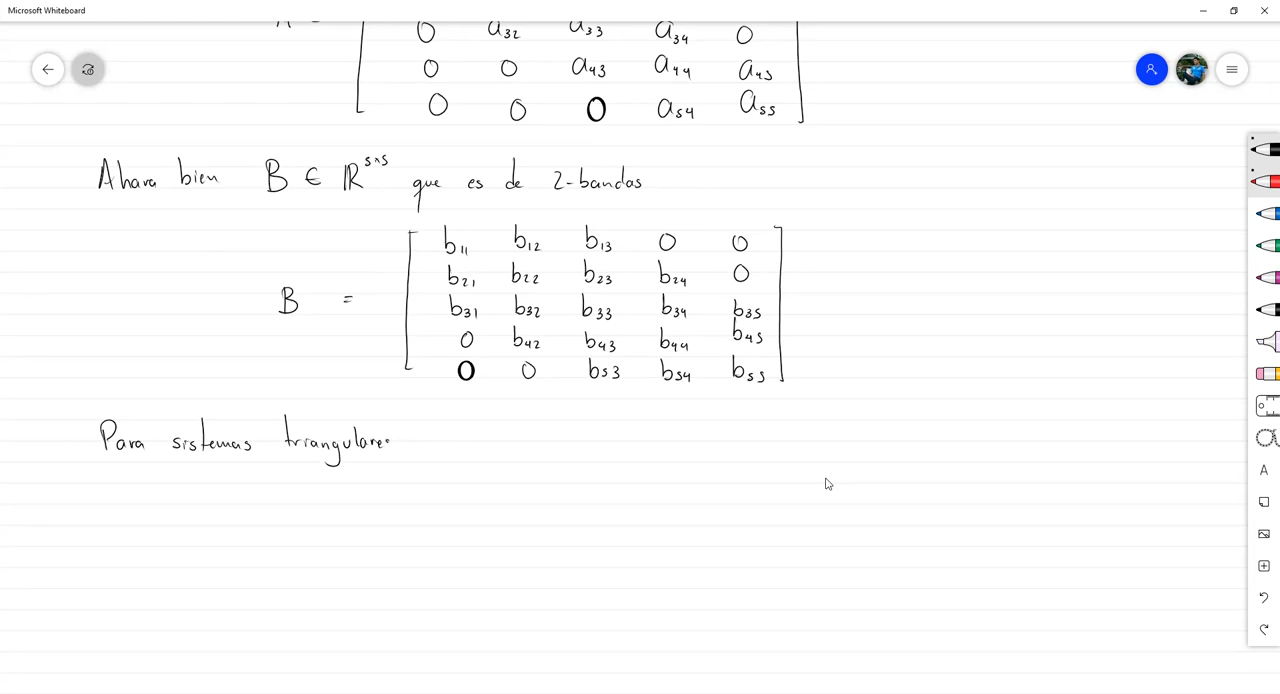 Microsoft Whiteboard
A =
0 a32 a33 a34 0
0 0 a43 a44 a45
0 0 0 a54 a55
Ahora bien B ∈ ℝ^5×5 que es de 2-bandas
b11 b12 b13 0 0
b21 b22 b23 b24 0
B = b31 b32 b33 b34 b35
0 b42 b43 b44 b45
0 0 b53 b54 b55
Para sistemas triangulares
A